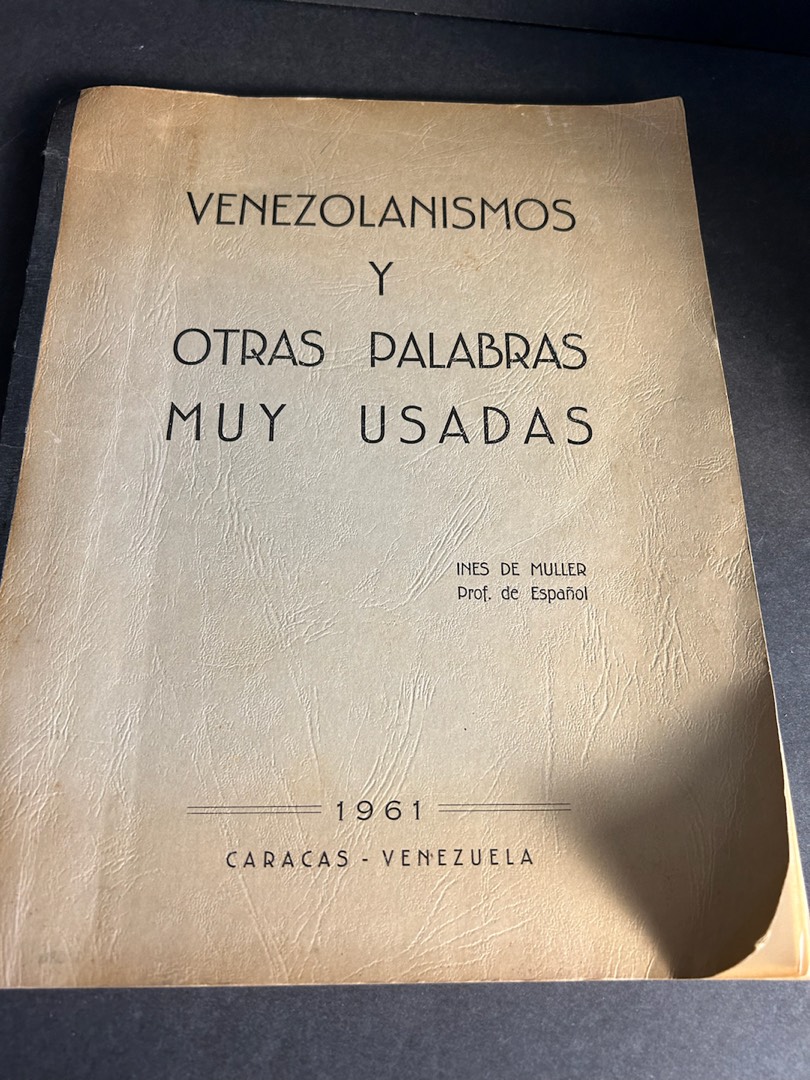 VENEZOLANISMOS
Y
OTRAS PALABRAS
MUY USADAS
INES DE MULLER
Prof. de Español
1961
CARACAS - VENEZUELA